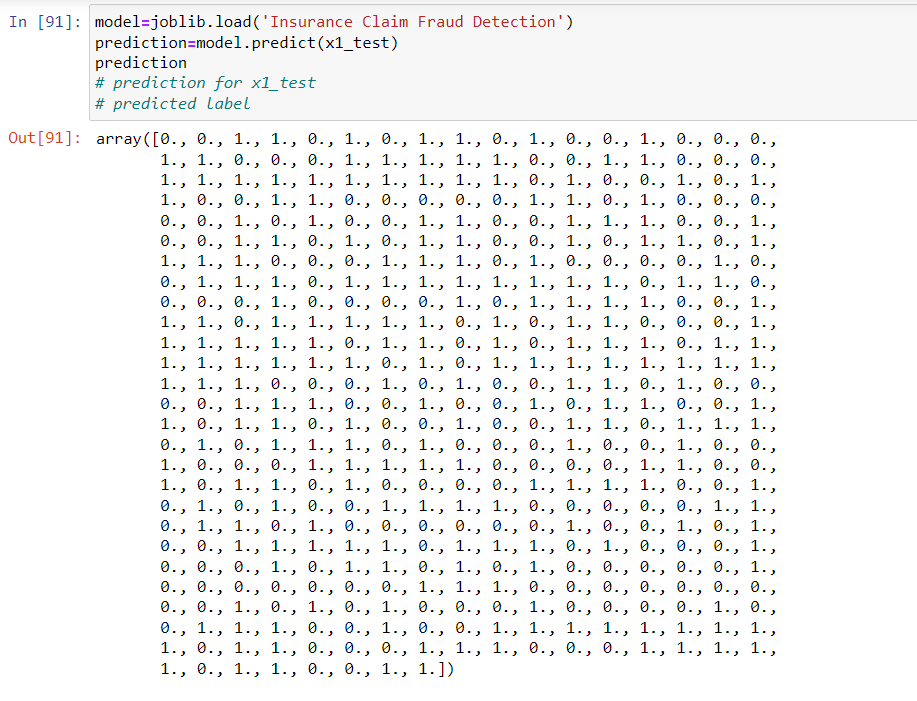 In [91]: model=joblib.load('Insurance Claim Fraud Detection')
prediction=model.predict(x1_test)
prediction
# prediction for x1_test
# predicted label
Out[91]: array([0., 0., 1., 1., 0., 1., 0., 1., 1., 0., 1., 0., 0., 1., 0., 0., 0.,
1., 1., 0., 0., 0., 1., 1., 1., 1., 1., 0., 0., 1., 1., 0., 0., 0.,
1., 1., 1., 1., 1., 1., 1., 1., 1., 1., 0., 1., 0., 0., 1., 0., 1.,
1., 0., 0., 1., 1., 0., 0., 0., 0., 0., 1., 1., 0., 1., 0., 0., 0.,
0., 0., 1., 0., 1., 0., 0., 1., 1., 0., 0., 1., 1., 1., 0., 0., 1.,
0., 0., 1., 1., 0., 1., 0., 1., 1., 0., 0., 1., 0., 1., 1., 0., 1.,
1., 1., 1., 0., 0., 0., 1., 1., 1., 0., 1., 0., 0., 0., 0., 1., 0.,
0., 1., 1., 1., 0., 1., 1., 1., 1., 1., 1., 1., 1., 0., 1., 1., 0.,
0., 0., 0., 1., 0., 0., 0., 0., 1., 0., 1., 1., 1., 1., 0., 0., 1.,
1., 1., 0., 1., 1., 1., 1., 1., 0., 1., 0., 1., 1., 0., 0., 0., 1.,
1., 1., 1., 1., 1., 0., 1., 1., 0., 1., 0., 1., 1., 1., 0., 1., 1.,
1., 1., 1., 1., 1., 1., 0., 1., 0., 1., 1., 1., 1., 1., 1., 1., 1.,
1., 1., 1., 0., 0., 0., 1., 0., 1., 0., 0., 1., 1., 0., 1., 0., 0.,
0., 0., 1., 1., 1., 0., 0., 1., 0., 0., 1., 0., 1., 1., 0., 0., 1.,
1., 0., 1., 1., 0., 1., 0., 0., 1., 0., 0., 1., 1., 0., 1., 1., 1.,
0., 1., 0., 1., 1., 1., 0., 1., 0., 0., 0., 1., 0., 0., 1., 0., 0.,
1., 0., 0., 0., 1., 1., 1., 1., 1., 0., 0., 0., 0., 1., 1., 0., 0.,
1., 0., 1., 1., 0., 1., 0., 0., 0., 0., 1., 1., 1., 1., 0., 0., 1.,
0., 1., 0., 1., 0., 0., 1., 1., 1., 1., 0., 0., 0., 0., 0., 1., 1.,
0., 1., 1., 0., 1., 0., 0., 0., 0., 0., 0., 1., 0., 0., 1., 0., 1.,
0., 0., 1., 1., 1., 1., 1., 0., 1., 1., 1., 0., 1., 0., 0., 0., 1.,
0., 0., 0., 1., 0., 1., 1., 0., 1., 0., 1., 0., 0., 0., 0., 0., 1.,
0., 0., 0., 0., 0., 0., 0., 1., 1., 1., 0., 0., 0., 0., 0., 0., 0.,
0., 0., 1., 0., 1., 0., 1., 0., 0., 0., 1., 0., 0., 0., 0., 1., 0.,
0., 1., 1., 1., 0., 0., 1., 0., 0., 1., 1., 1., 1., 1., 1., 1., 1.,
1., 0., 1., 1., 0., 0., 0., 1., 1., 1., 0., 0., 0., 1., 1., 1., 1.,
1., 0., 1., 1., 0., 0., 1., 1.])